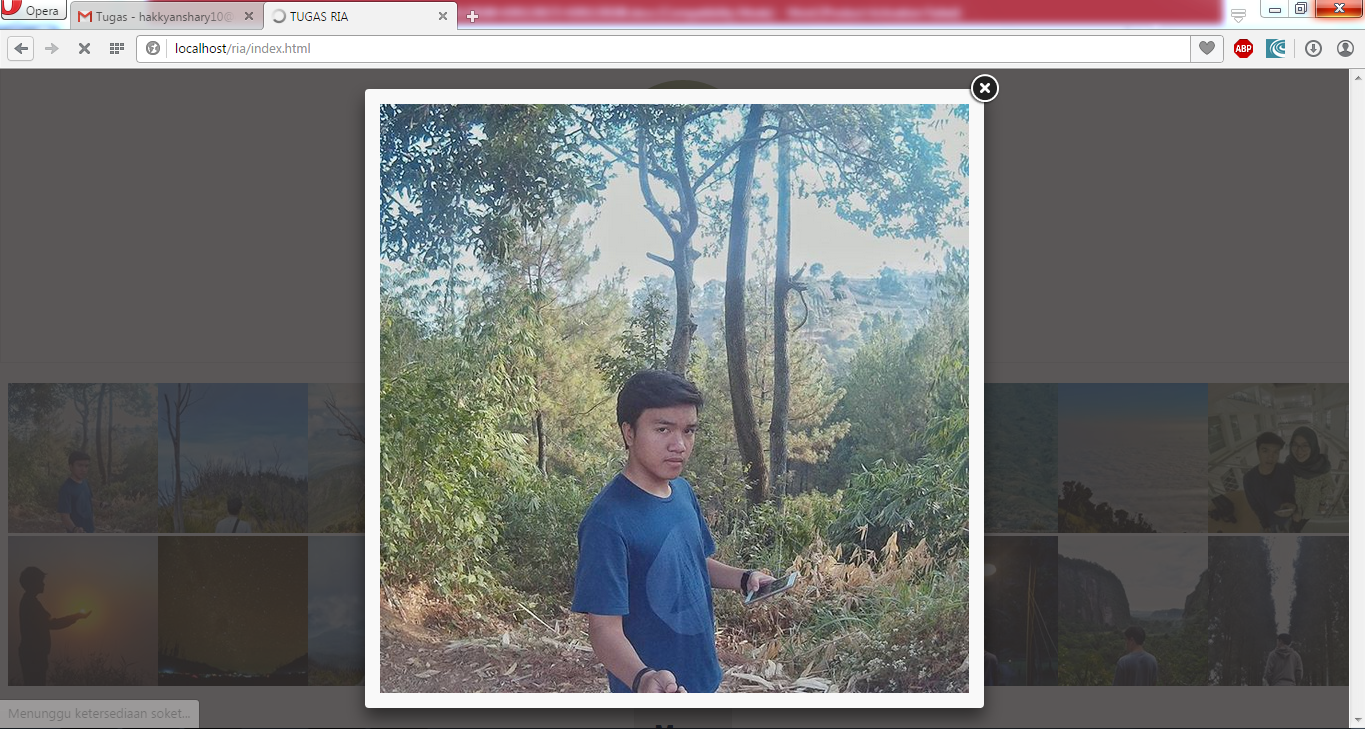 Opera
Tugas - hakkyanshary10@
TUGAS RIA
localhost/ria/index.html
ABP
Menunggu ketersediaan soket...